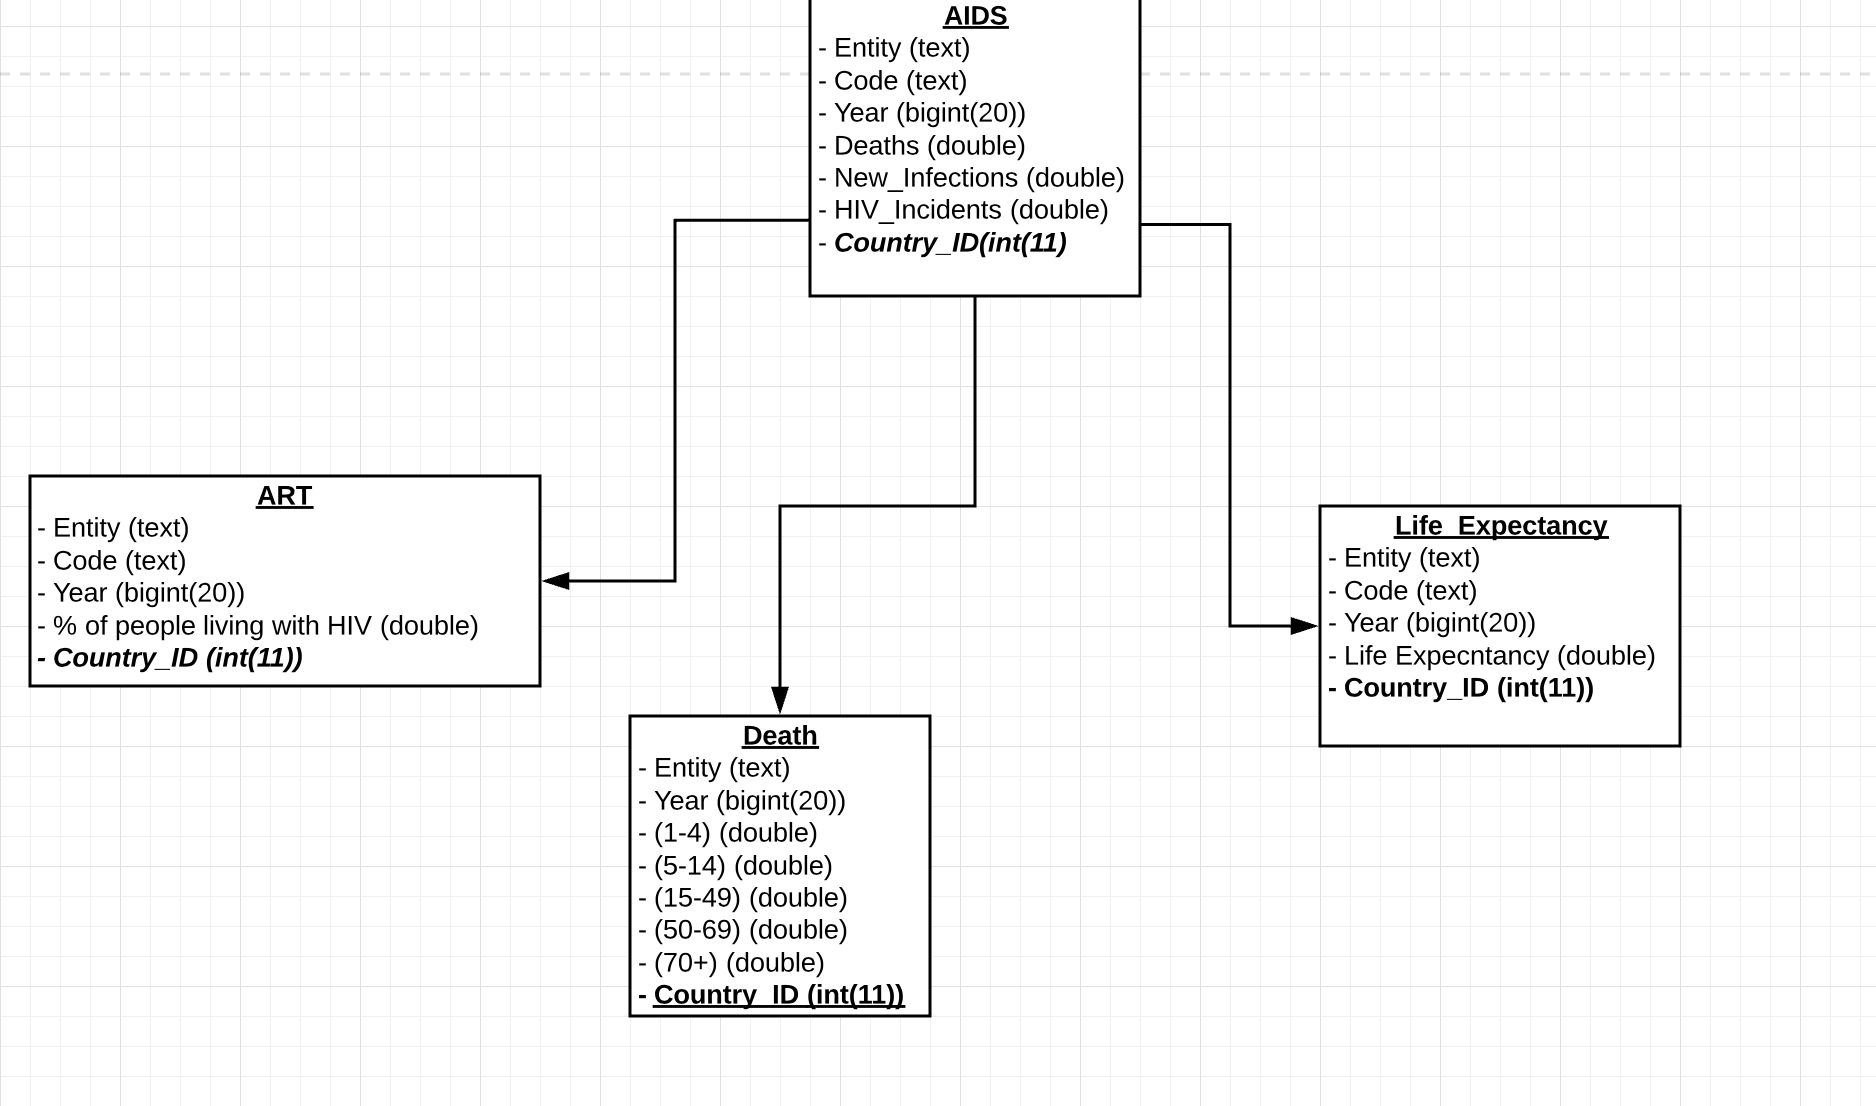 AIDS
- Entity (text)
- Code (text)
- Year (bigint(20))
- Deaths (double)
- New_Infections (double)
- HIV_Incidents (double)
- Country_ID(int(11)
ART
- Entity (text)
- Code (text)
- Year (bigint(20))
- % of people living with HIV (double)
- Country_ID (int(11))
Life_Expectancy
- Entity (text)
- Code (text)
- Year (bigint(20))
- Life Expecntancy (double)
- Country_ID (int(11))
Death
- Entity (text)
- Year (bigint(20))
- (1-4) (double)
- (5-14) (double)
- (15-49) (double)
- (50-69) (double)
- (70+) (double)
- Country_ID (int(11))